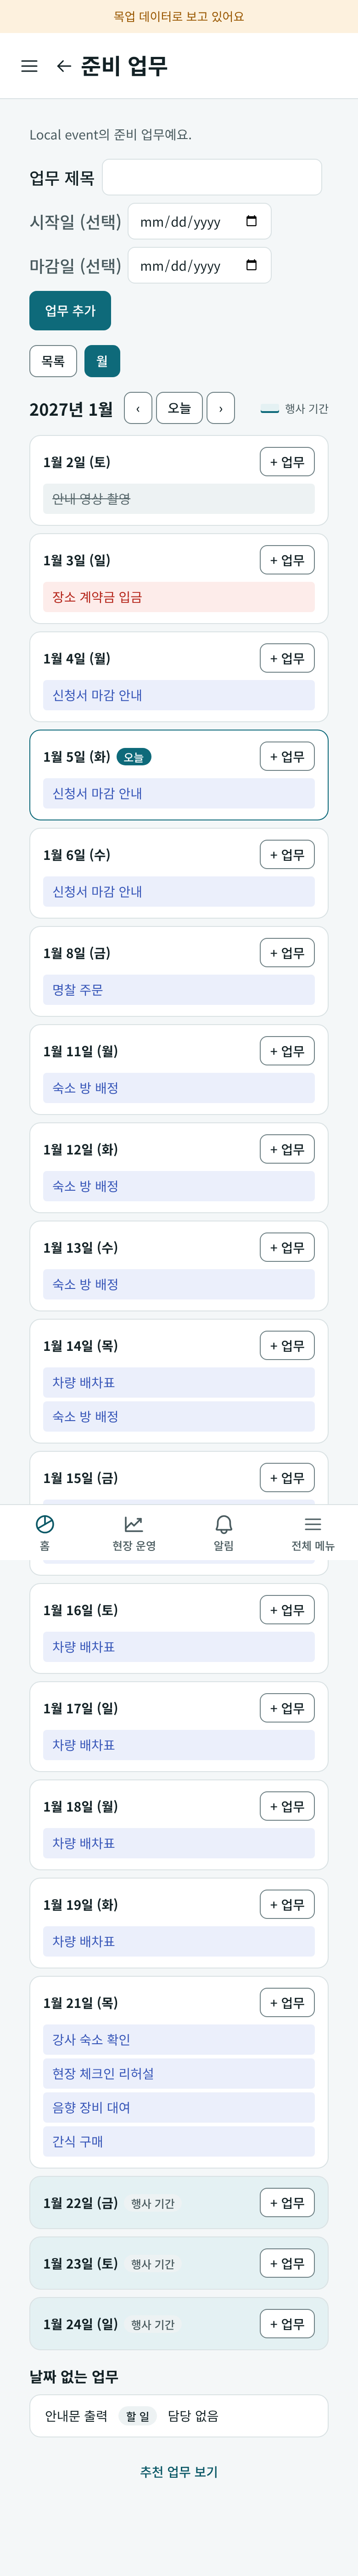 목업 데이터로 보고 있어요
준비 업무
Local event의 준비 업무예요.
업무 제목
시작일 (선택) mm/dd/yyyy
마감일 (선택) mm/dd/yyyy
업무 추가
목록 월
2027년 1월 ‹ 오늘 › 행사 기간
1월 2일 (토) + 업무
안내 영상 촬영
1월 3일 (일) + 업무
장소 계약금 입금
1월 4일 (월) + 업무
신청서 마감 안내
1월 5일 (화) 오늘 + 업무
신청서 마감 안내
1월 6일 (수) + 업무
신청서 마감 안내
1월 8일 (금) + 업무
명찰 주문
1월 11일 (월) + 업무
숙소 방 배정
1월 12일 (화) + 업무
숙소 방 배정
1월 13일 (수) + 업무
숙소 방 배정
1월 14일 (목) + 업무
차량 배차표
숙소 방 배정
1월 15일 (금) + 업무
홈 현장 운영 알림 전체 메뉴
1월 16일 (토) + 업무
차량 배차표
1월 17일 (일) + 업무
차량 배차표
1월 18일 (월) + 업무
차량 배차표
1월 19일 (화) + 업무
차량 배차표
1월 21일 (목) + 업무
강사 숙소 확인
현장 체크인 리허설
음향 장비 대여
간식 구매
1월 22일 (금) 행사 기간 + 업무
1월 23일 (토) 행사 기간 + 업무
1월 24일 (일) 행사 기간 + 업무
날짜 없는 업무
안내문 출력 할 일 담당 없음
추천 업무 보기